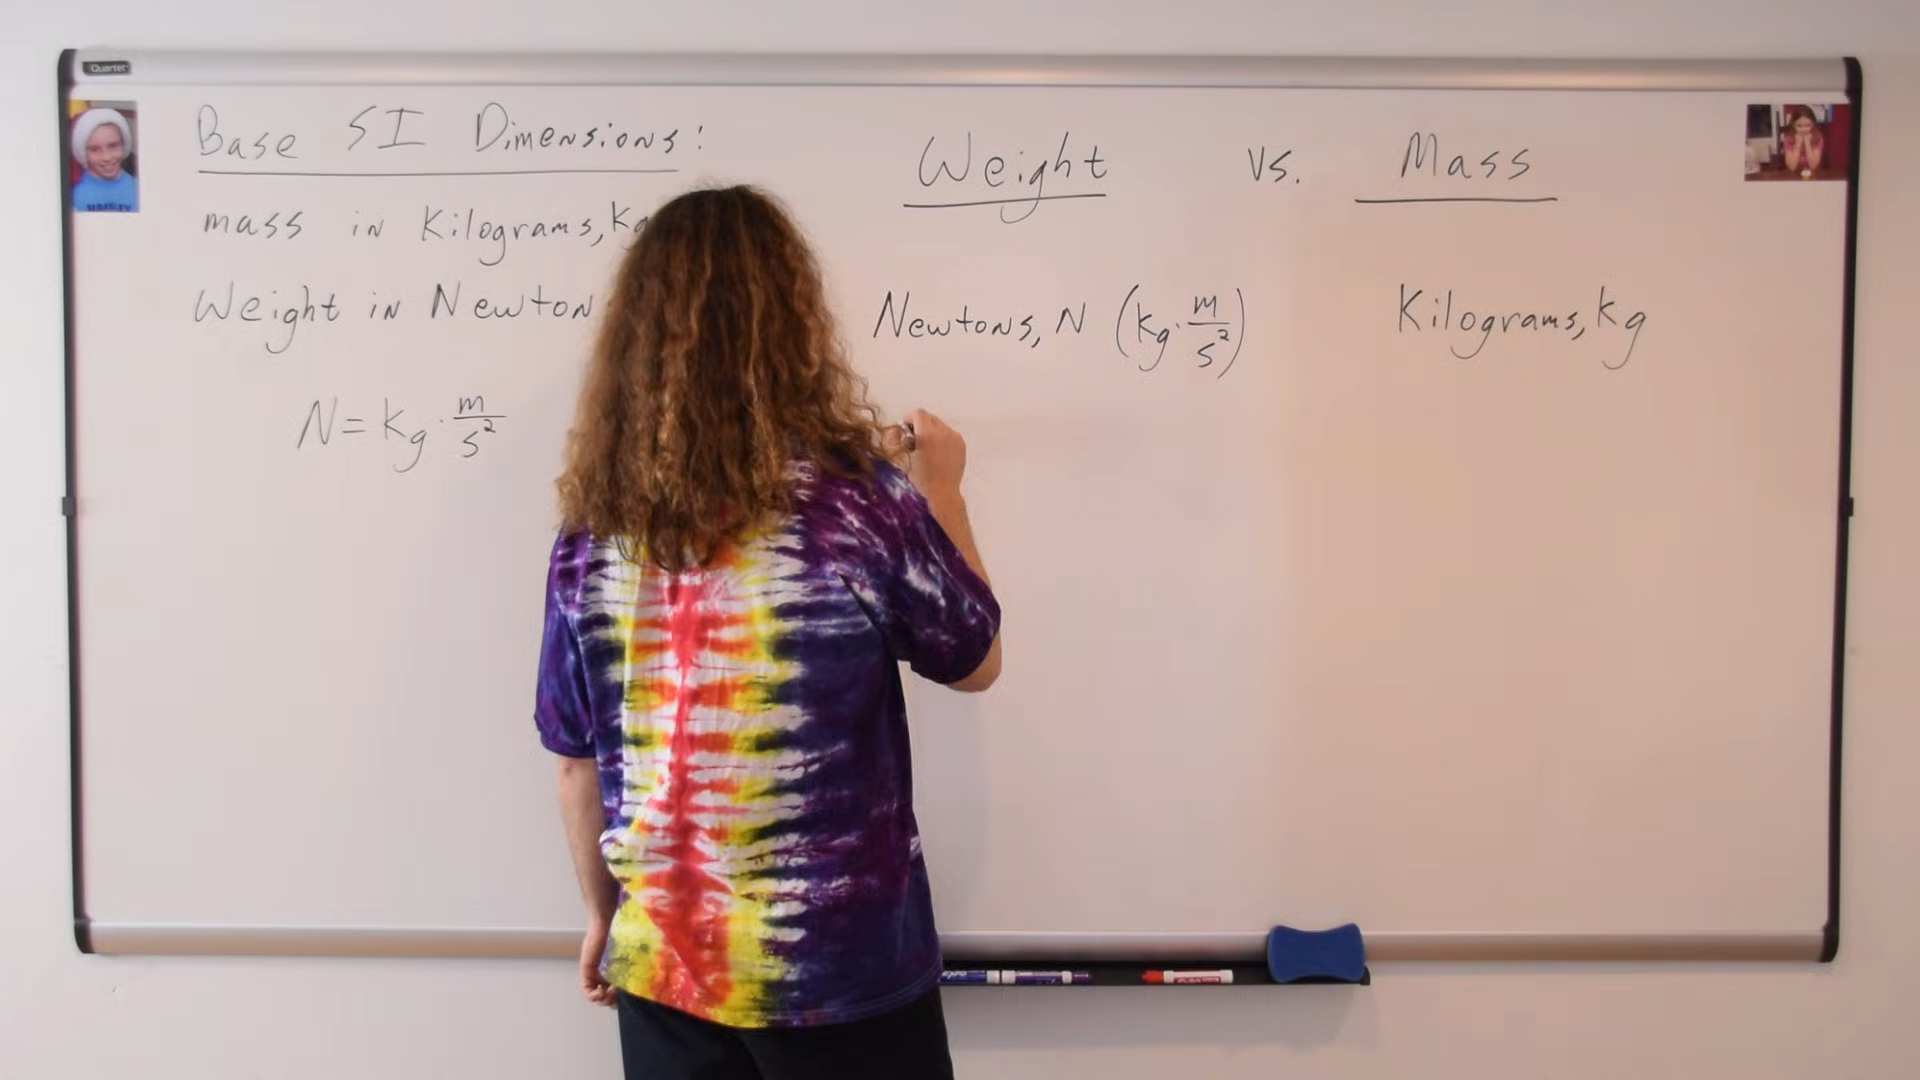 Quartet
Base SI Dimensions:
mass in Kilograms, kg
Weight in Newton
N = kg · m/s²
Weight vs. Mass
Newtons, N (kg · m/s²)
Kilograms, kg